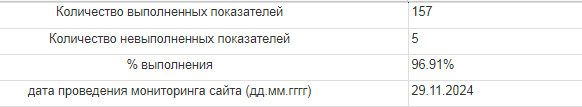 Количество выполненных показателей 157
Количество невыполненных показателей 5
% выполнения 96.91%
дата проведения мониторинга сайта (дд.мм.гггг) 29.11.2024